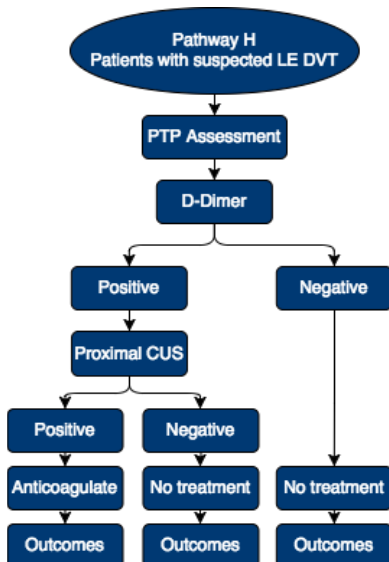 Pathway H
Patients with suspected LE DVT
PTP Assessment
D-Dimer
Positive
Negative
Proximal CUS
Positive
Negative
Anticoagulate
No treatment
No treatment
Outcomes
Outcomes
Outcomes